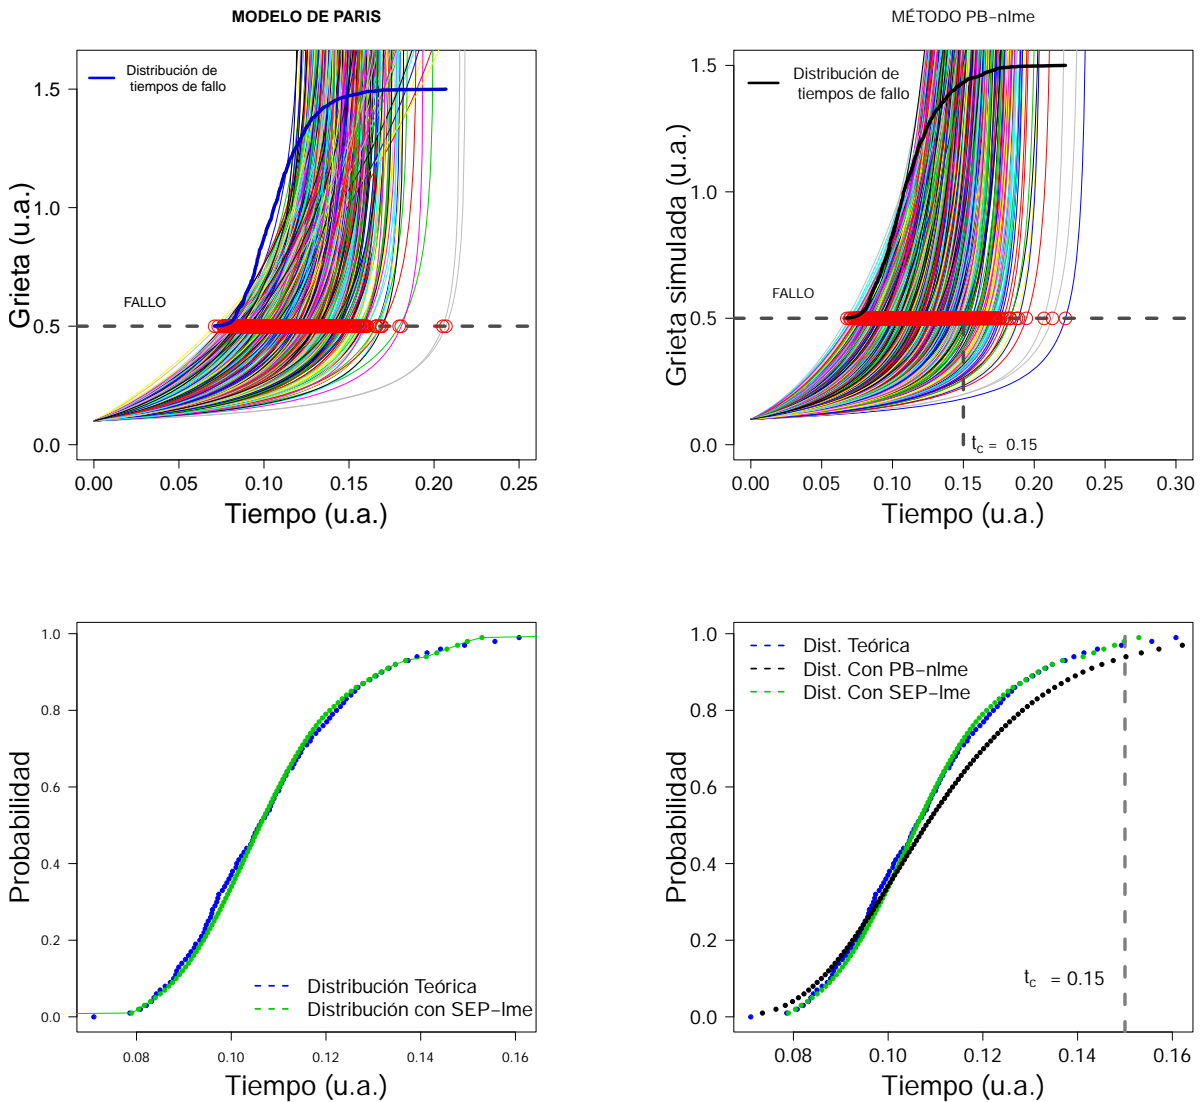 MODELO DE PARIS
Distribución de
tiempos de fallo
FALLO
Grieta (u.a.)
0.0
0.5
1.0
1.5
0.00
0.05
0.10
0.15
0.20
0.25
Tiempo (u.a.)
MÉTODO PB−nlme
Distribución de
tiempos de fallo
FALLO
Grieta simulada (u.a.)
0.0
0.5
1.0
1.5
tc = 0.15
0.00
0.05
0.10
0.15
0.20
0.25
0.30
Tiempo (u.a.)
Probabilidad
0.0
0.2
0.4
0.6
0.8
1.0
Distribución Teórica
Distribución con SEP−lme
0.08
0.10
0.12
0.14
0.16
Tiempo (u.a.)
Dist. Teórica
Dist. Con PB−nlme
Dist. Con SEP−lme
Probabilidad
0.0
0.2
0.4
0.6
0.8
1.0
tc = 0.15
0.08
0.10
0.12
0.14
0.16
Tiempo (u.a.)